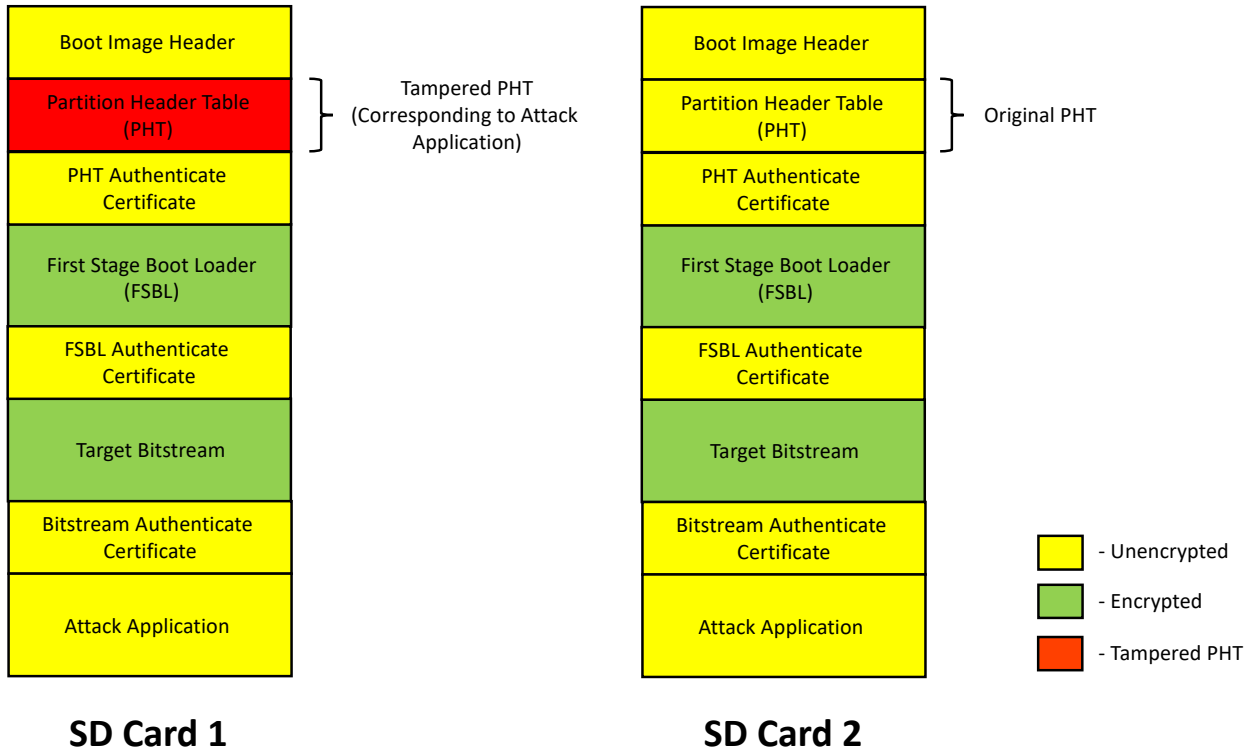 Boot Image Header
Partition Header Table
(PHT)
PHT Authenticate
Certificate
First Stage Boot Loader
(FSBL)
FSBL Authenticate
Certificate
Target Bitstream
Bitstream Authenticate
Certificate
Attack Application
SD Card 1
Tampered PHT
(Corresponding to Attack
Application)
Boot Image Header
Partition Header Table
(PHT)
PHT Authenticate
Certificate
First Stage Boot Loader
(FSBL)
FSBL Authenticate
Certificate
Target Bitstream
Bitstream Authenticate
Certificate
Attack Application
SD Card 2
Original PHT
- Unencrypted
- Encrypted
- Tampered PHT